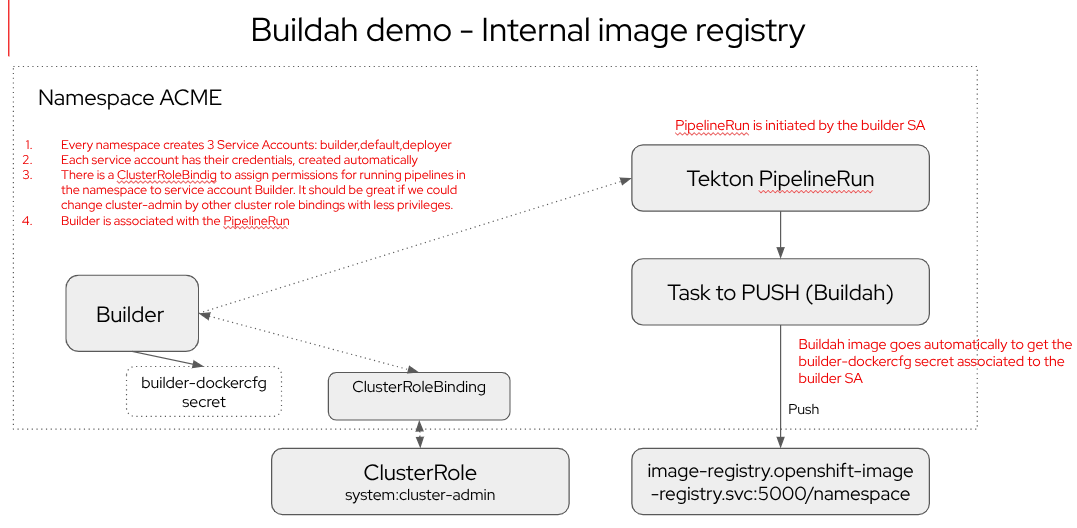 Buildah demo - Internal image registry
Namespace ACME
1. Every namespace creates 3 Service Accounts: builder,default,deployer
2. Each service account has their credentials, created automatically
3. There is a ClusterRoleBindig to assign permissions for running pipelines in
the namespace to service account Builder. It should be great if we could
change cluster-admin by other cluster role bindings with less privileges.
4. Builder is associated with the PipelineRun
PipelineRun is initiated by the builder SA
Tekton PipelineRun
Task to PUSH (Buildah)
Builder
Buildah image goes automatically to get the
builder-dockercfg secret associated to the
builder SA
builder-dockercfg
secret
ClusterRoleBinding
Push
ClusterRole
system:cluster-admin
image-registry.openshift-image
-registry.svc:5000/namespace